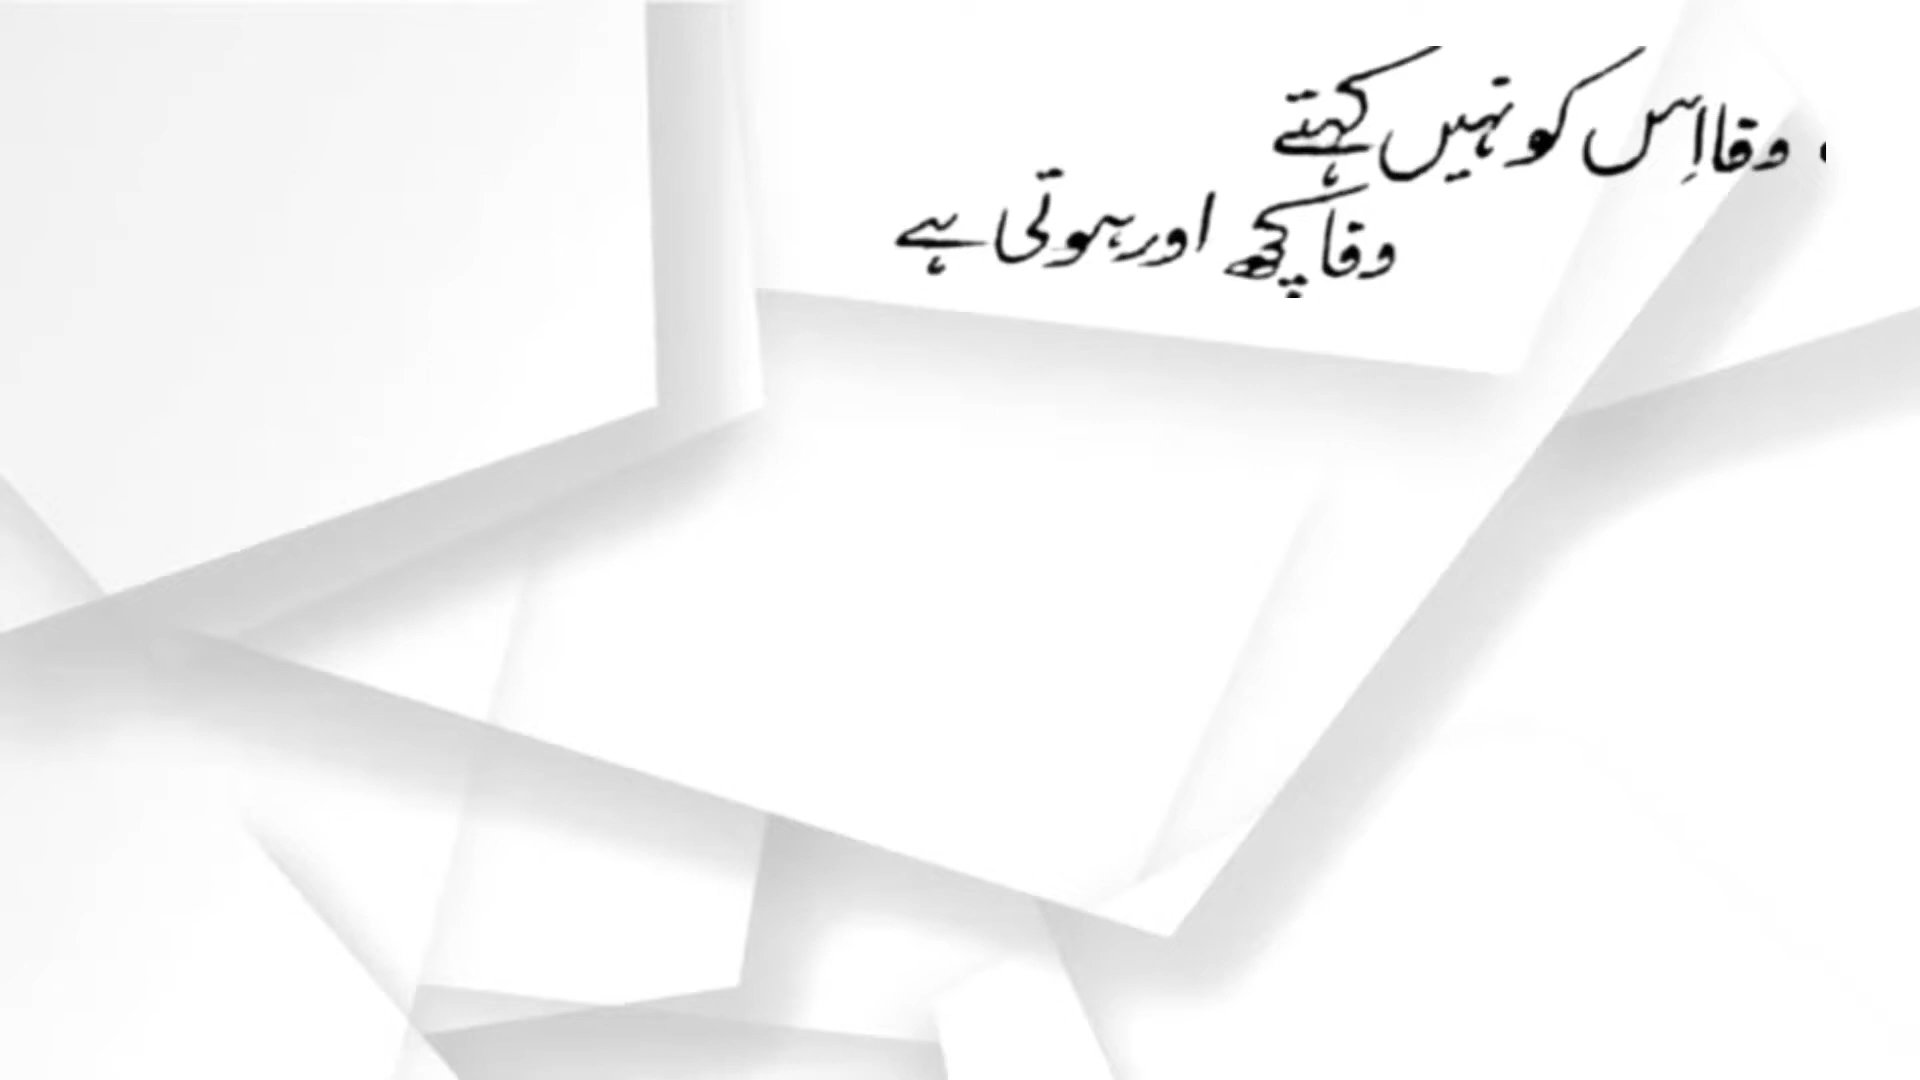 وفا اِس کو نہیں کہتے
وفا کچھ اور ہوتی ہے